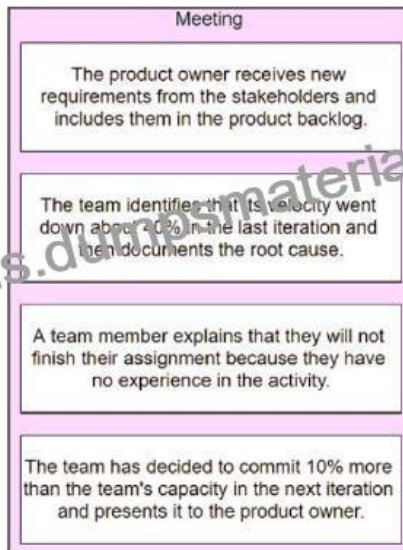 Meeting
The product owner receives new
requirements from the stakeholders and
includes them in the product backlog.
The team identifies that its velocity went
down about 40% in the last iteration and
then documents the root cause.
s.dumpsmateria
A team member explains that they will not
finish their assignment because they have
no experience in the activity.
The team has decided to commit 10% more
than the team's capacity in the next iteration
and presents it to the product owner.